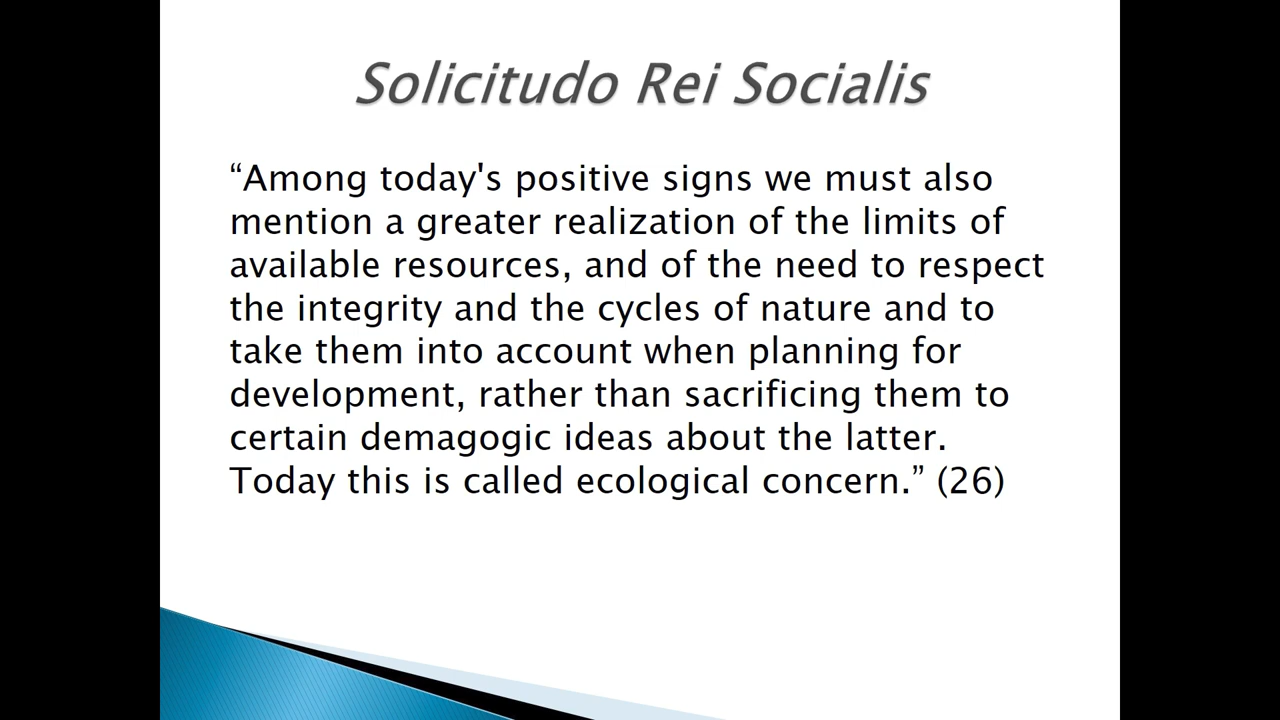 Solicitudo Rei Socialis
“Among today's positive signs we must also
mention a greater realization of the limits of
available resources, and of the need to respect
the integrity and the cycles of nature and to
take them into account when planning for
development, rather than sacrificing them to
certain demagogic ideas about the latter.
Today this is called ecological concern.” (26)